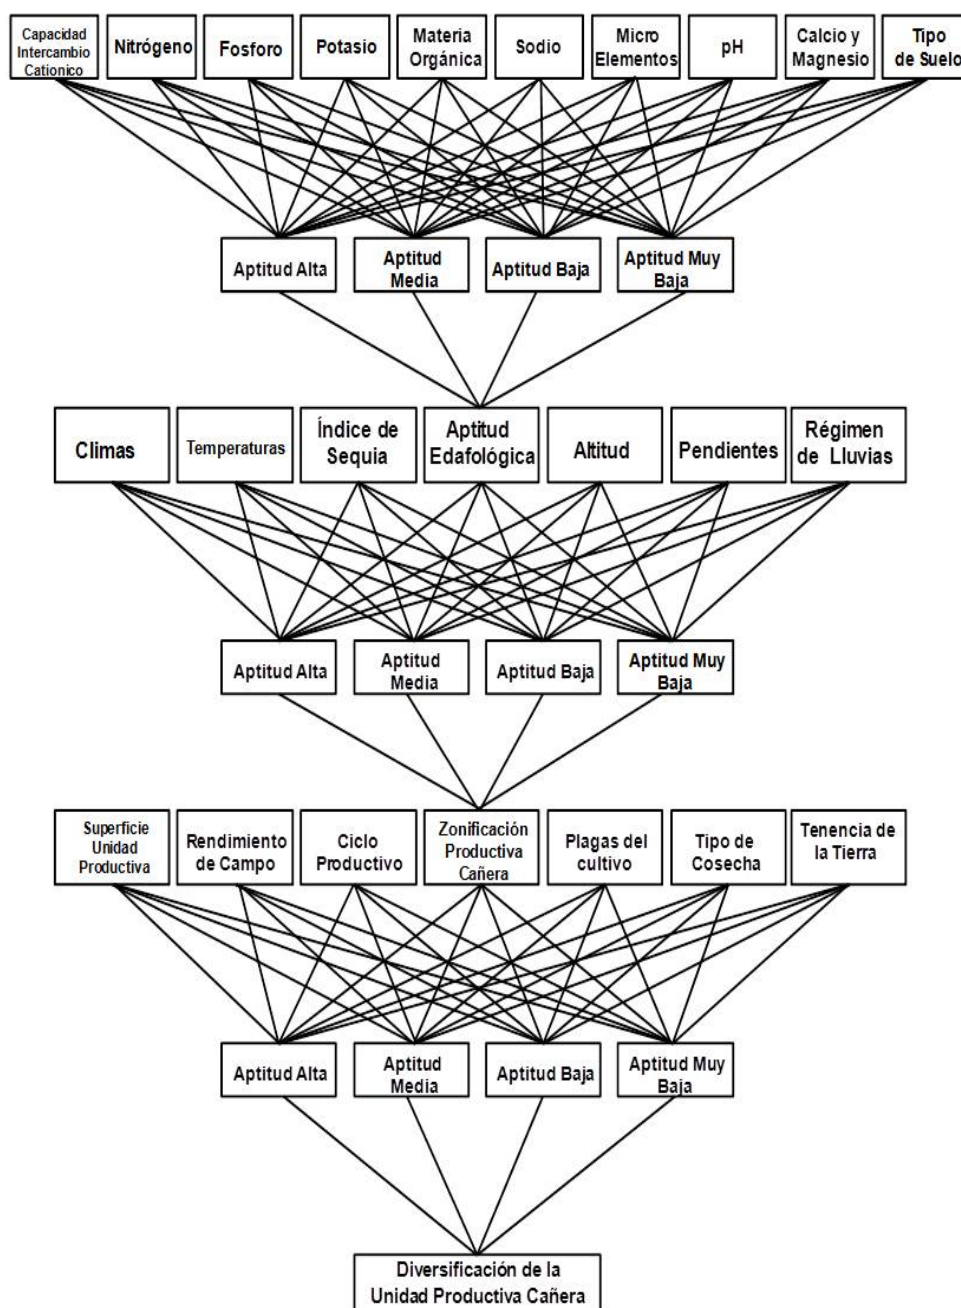 Capacidad
Intercambio
Cationico
Nitrógeno
Fosforo
Potasio
Materia
Orgánica
Sodio
Micro
Elementos
pH
Calcio y
Magnesio
Tipo
de Suelo
Aptitud Alta
Aptitud
Media
Aptitud Baja
Aptitud Muy
Baja
Climas
Temperaturas
Índice de
Sequia
Aptitud
Edafológica
Altitud
Pendientes
Régimen
de Lluvias
Aptitud Alta
Aptitud
Media
Aptitud Baja
Aptitud Muy
Baja
Superficie
Unidad
Productiva
Rendimiento
de Campo
Ciclo
Productivo
Zonificación
Productiva
Cañera
Plagas del
cultivo
Tipo de
Cosecha
Tenencia de
la Tierra
Aptitud Alta
Aptitud
Media
Aptitud Baja
Aptitud Muy
Baja
Diversificación de la
Unidad Productiva Cañera